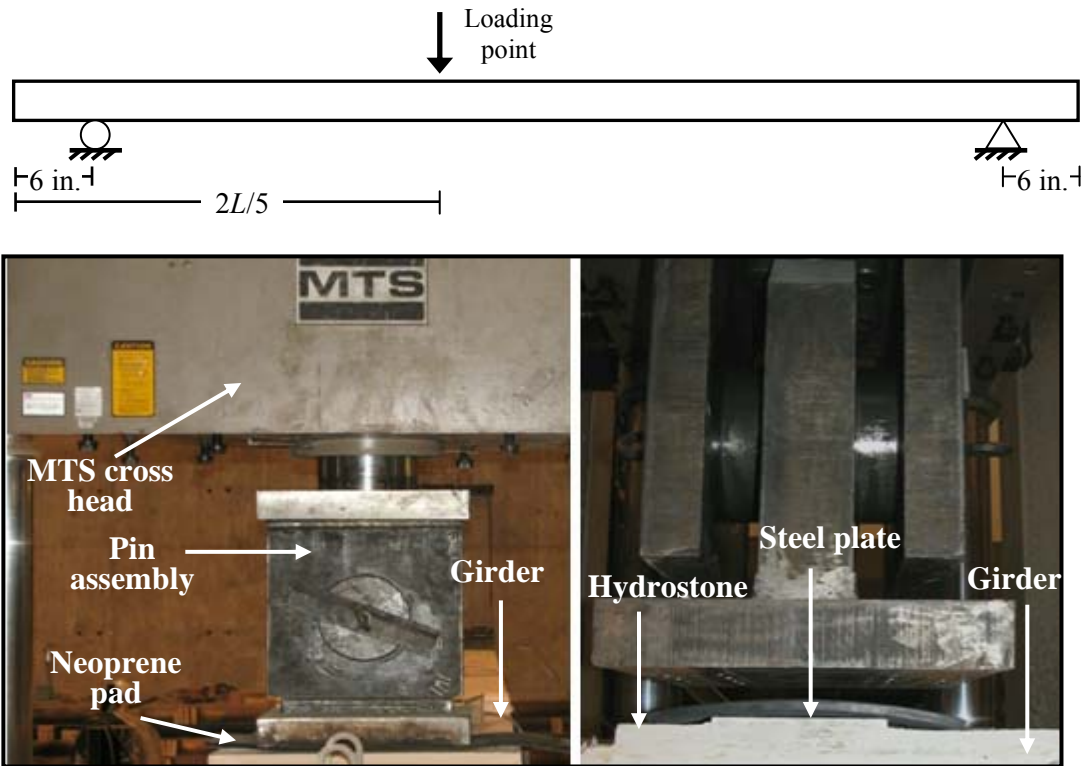 Loading
point
6 in.
6 in.
2L/5
MTS
MTS cross
head
Pin
assembly
Girder
Neoprene
pad
Steel plate
Hydrostone
Girder